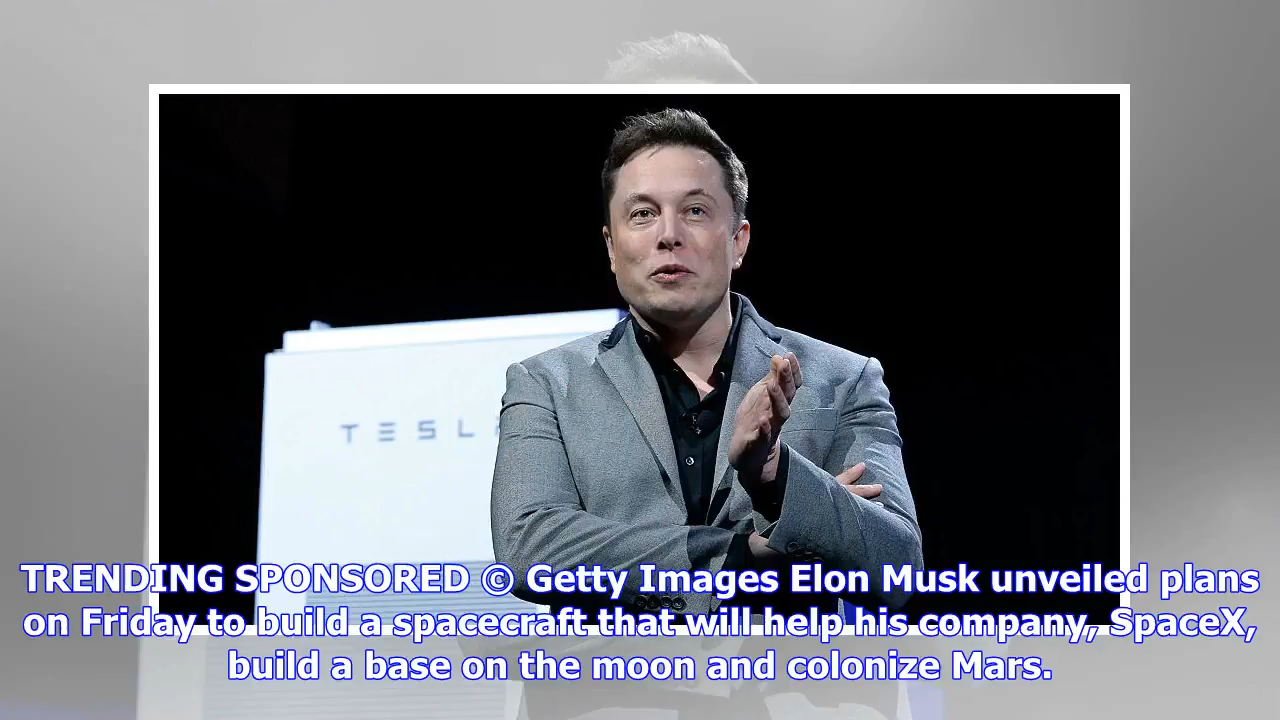 TESL
TRENDING SPONSORED © Getty Images Elon Musk unveiled plans
on Friday to build a spacecraft that will help his company, SpaceX,
build a base on the moon and colonize Mars.